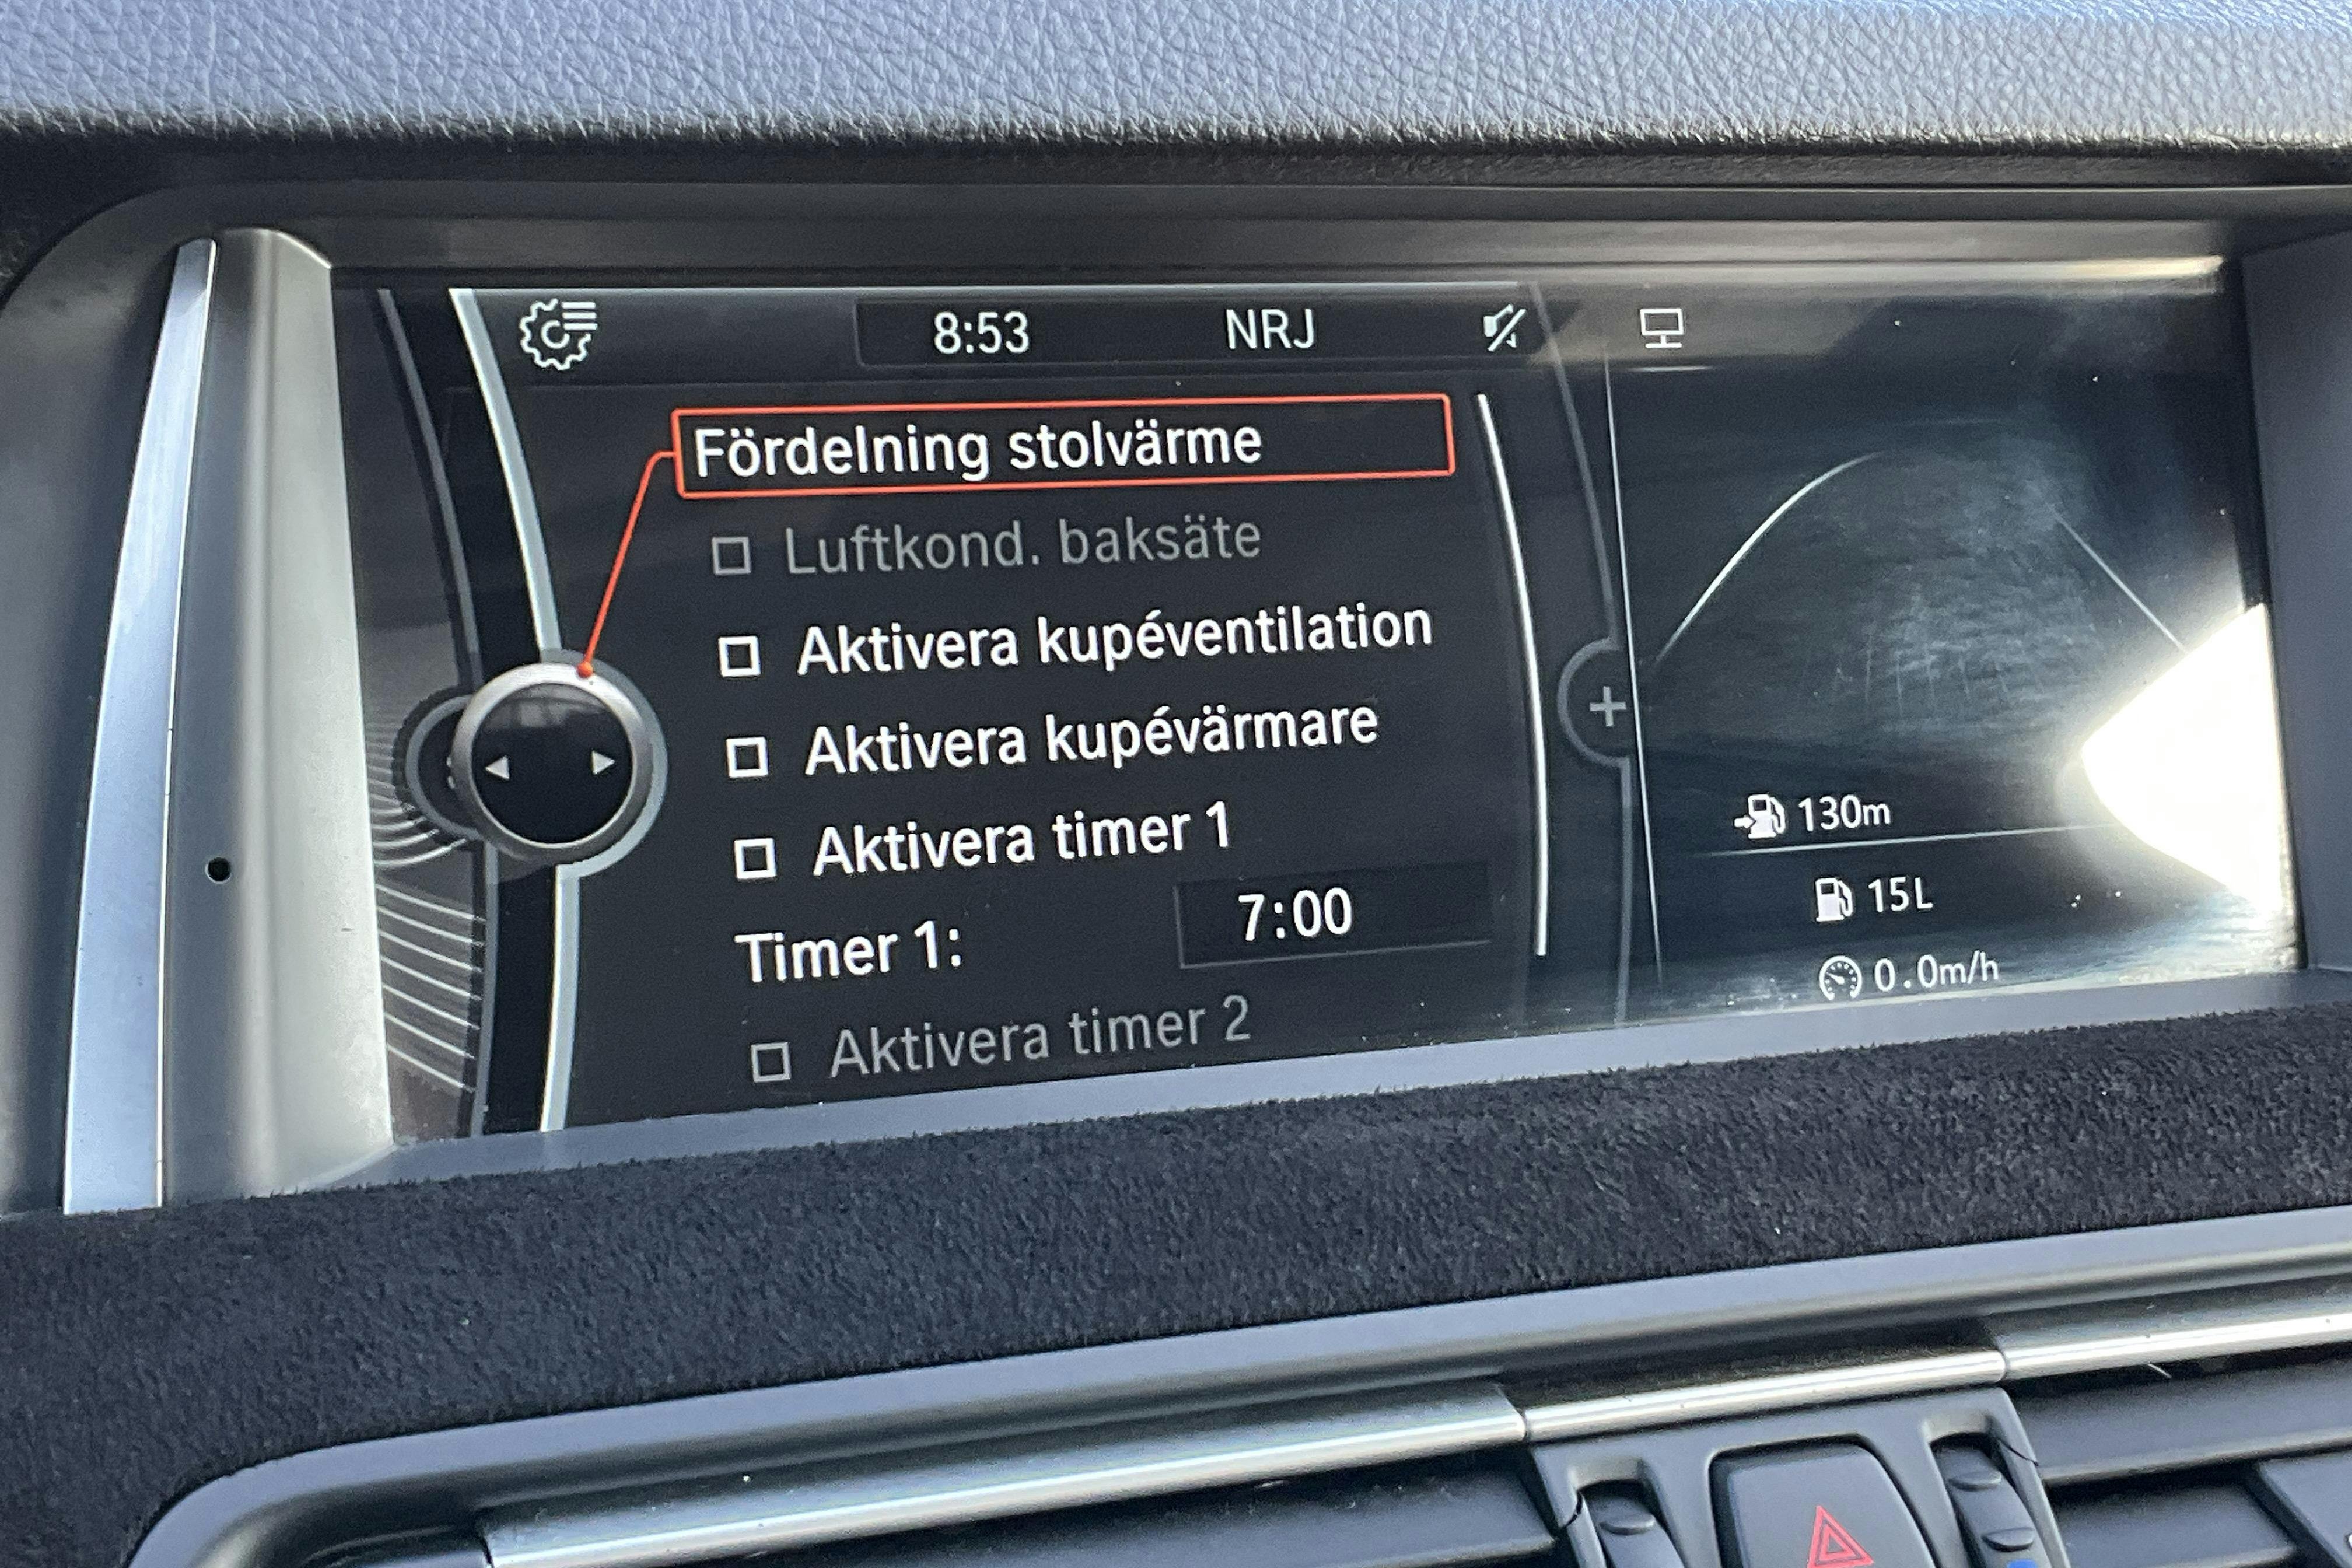 8:53 NRJ
Fördelning stolvärme
Luftkond. baksäte
Aktivera kupéventilation
Aktivera kupévärmare
Aktivera timer 1
Timer 1: 7:00
Aktivera timer 2
+
130m
15L
0.0m/h